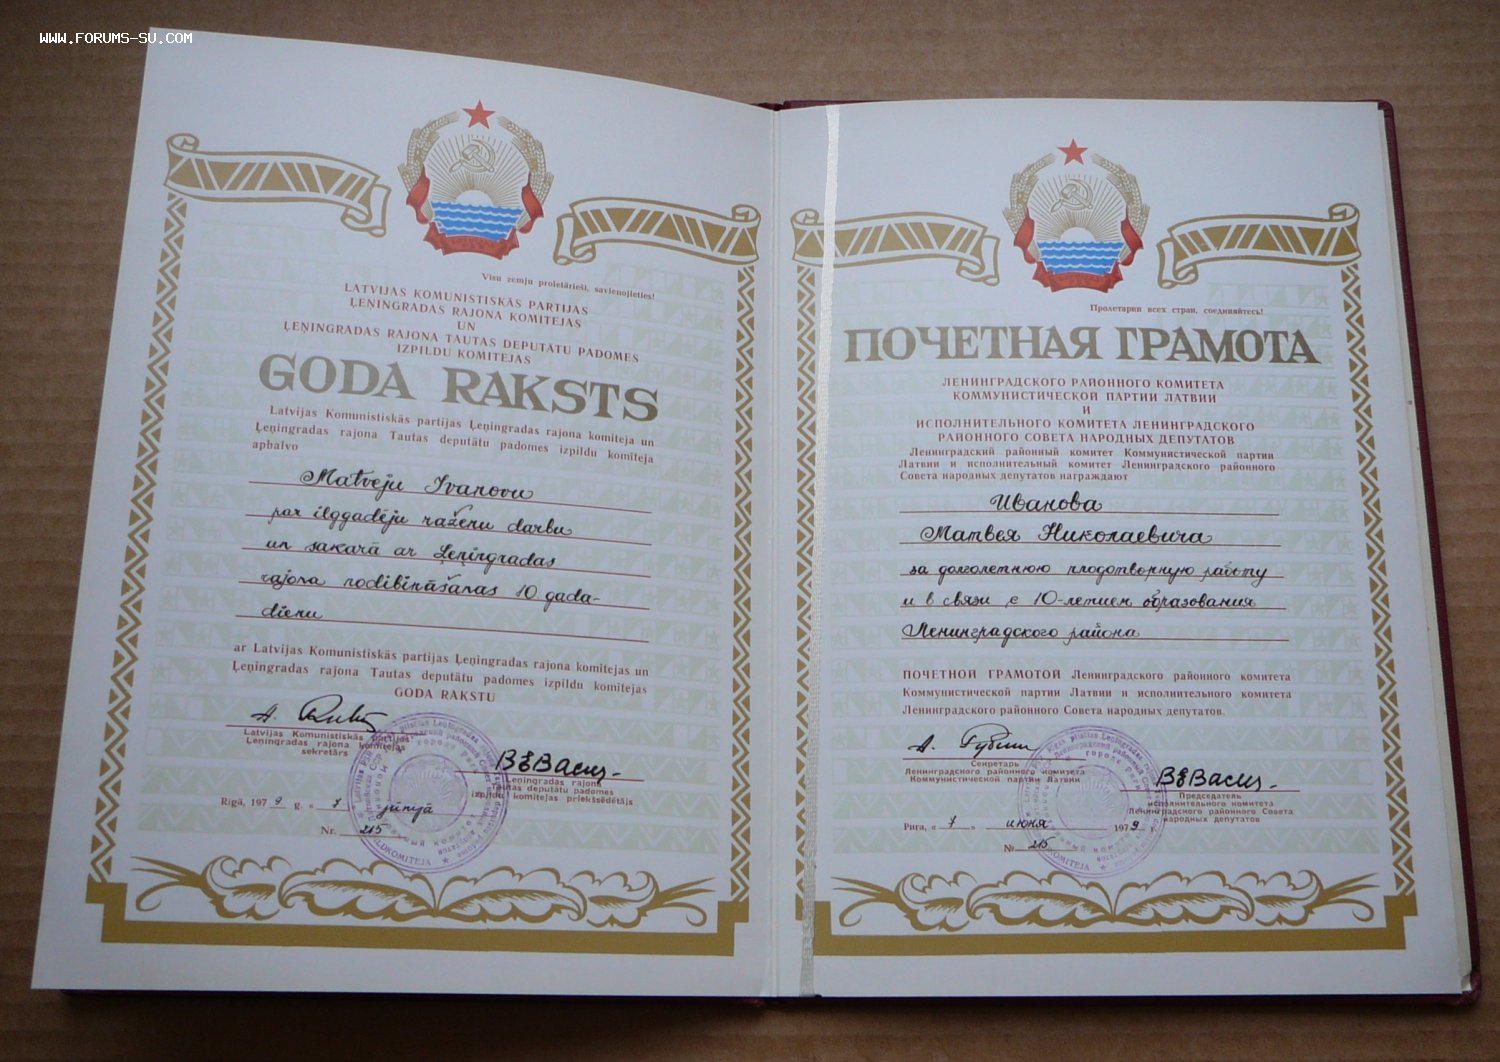 WWW.FORUMS-SU.COM
Visu zemju proletārieši, savienojieties!
LATVIJAS KOMUNISTISKĀS PARTIJAS
ĻEŅINGRADAS RAJONA KOMITEJAS
UN
ĻEŅINGRADAS RAJONA TAUTAS DEPUTĀTU PADOMES
IZPILDU KOMITEJAS
GODA RAKSTS
Latvijas Komunistiskās partijas Ļeņingradas rajona komiteja un
Ļeņingradas rajona Tautas deputātu padomes izpildu komiteja
apbalvo
Matveju Ivanovu
par ilggadēju raženu darbu
un sakarā ar Ļeņingradas
rajona nodibināšanas 10 gada-
dienu
ar Latvijas Komunistiskās partijas Ļeņingradas rajona komitejas un
Ļeņingradas rajona Tautas deputātu padomes izpildu komitejas
GODA RAKSTU
Latvijas Komunistiskās partijas
Ļeņingradas rajona komitejas
sekretārs
Ļeņingradas rajona
Tautas deputātu padomes
izpildu komitejas priekšsēdētājs
Rīgā, 1979 g. « 7 jūnijā
Nr. 215
Пролетарии всех стран, соединяйтесь!
ПОЧЕТНАЯ ГРАМОТА
ЛЕНИНГРАДСКОГО РАЙОННОГО КОМИТЕТА
КОММУНИСТИЧЕСКОЙ ПАРТИИ ЛАТВИИ
И
ИСПОЛНИТЕЛЬНОГО КОМИТЕТА ЛЕНИНГРАДСКОГО
РАЙОННОГО СОВЕТА НАРОДНЫХ ДЕПУТАТОВ
Ленинградский районный комитет Коммунистической партии
Латвии и исполнительный комитет Ленинградского районного
Совета народных депутатов награждают
Иванова
Матвея Николаевича
за долголетнюю плодотворную работу
и в связи с 10-летием образования
Ленинградского района
ПОЧЕТНОЙ ГРАМОТОЙ Ленинградского районного комитета
Коммунистической партии Латвии и исполнительного комитета
Ленинградского районного Совета народных депутатов.
Секретарь
Ленинградского районного комитета
Коммунистической партии Латвии
Председатель
исполнительного комитета
Ленинградского районного Совета
народных депутатов
Рига, « 7 » июня 1979 г.
№ 215